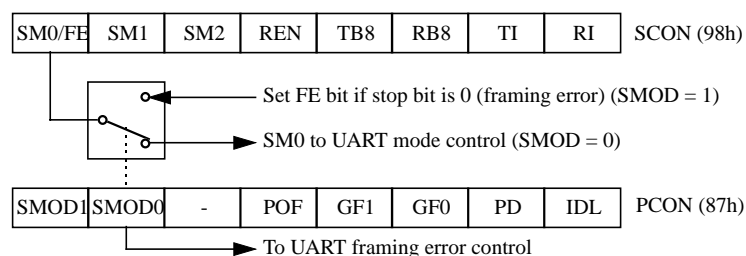 SM0/FE SM1 SM2 REN TB8 RB8 TI RI SCON (98h)
Set FE bit if stop bit is 0 (framing error) (SMOD = 1)
SM0 to UART mode control (SMOD = 0)
SMOD1 SMOD0 - POF GF1 GF0 PD IDL PCON (87h)
To UART framing error control